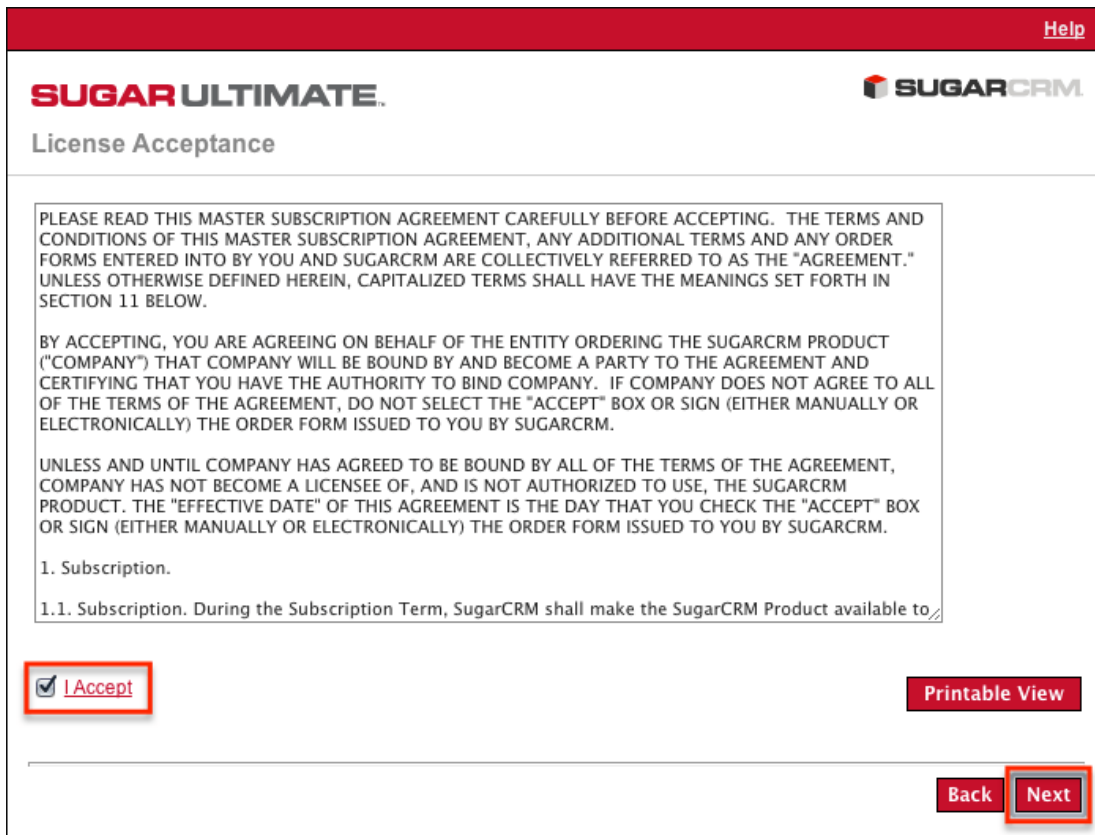 Help
SUGAR ULTIMATE™
SUGARCRM
License Acceptance
PLEASE READ THIS MASTER SUBSCRIPTION AGREEMENT CAREFULLY BEFORE ACCEPTING.  THE TERMS AND
CONDITIONS OF THIS MASTER SUBSCRIPTION AGREEMENT, ANY ADDITIONAL TERMS AND ANY ORDER
FORMS ENTERED INTO BY YOU AND SUGARCRM ARE COLLECTIVELY REFERRED TO AS THE "AGREEMENT."
UNLESS OTHERWISE DEFINED HEREIN, CAPITALIZED TERMS SHALL HAVE THE MEANINGS SET FORTH IN
SECTION 11 BELOW.
BY ACCEPTING, YOU ARE AGREEING ON BEHALF OF THE ENTITY ORDERING THE SUGARCRM PRODUCT
("COMPANY") THAT COMPANY WILL BE BOUND BY AND BECOME A PARTY TO THE AGREEMENT AND
CERTIFYING THAT YOU HAVE THE AUTHORITY TO BIND COMPANY.  IF COMPANY DOES NOT AGREE TO ALL
OF THE TERMS OF THE AGREEMENT, DO NOT SELECT THE "ACCEPT" BOX OR SIGN (EITHER MANUALLY OR
ELECTRONICALLY) THE ORDER FORM ISSUED TO YOU BY SUGARCRM.
UNLESS AND UNTIL COMPANY HAS AGREED TO BE BOUND BY ALL OF THE TERMS OF THE AGREEMENT,
COMPANY HAS NOT BECOME A LICENSEE OF, AND IS NOT AUTHORIZED TO USE, THE SUGARCRM
PRODUCT. THE "EFFECTIVE DATE" OF THIS AGREEMENT IS THE DAY THAT YOU CHECK THE "ACCEPT" BOX
OR SIGN (EITHER MANUALLY OR ELECTRONICALLY) THE ORDER FORM ISSUED TO YOU BY SUGARCRM.
1. Subscription.
1.1. Subscription. During the Subscription Term, SugarCRM shall make the SugarCRM Product available to
I Accept
Printable View
Back
Next